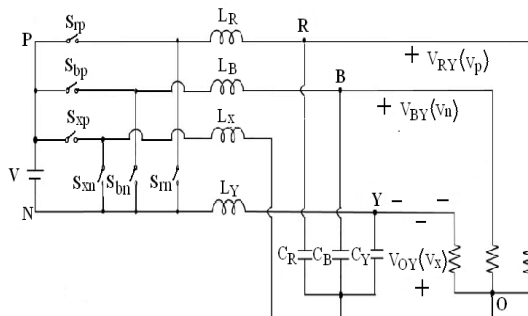 P Srp LR R
+ VRY(vp)
Sbp LB B
+ VBY(vn)
Sxp LX
V Sxn Sbn Srn
N LY Y − − −
CR CB CY VOY(vx)
+ O